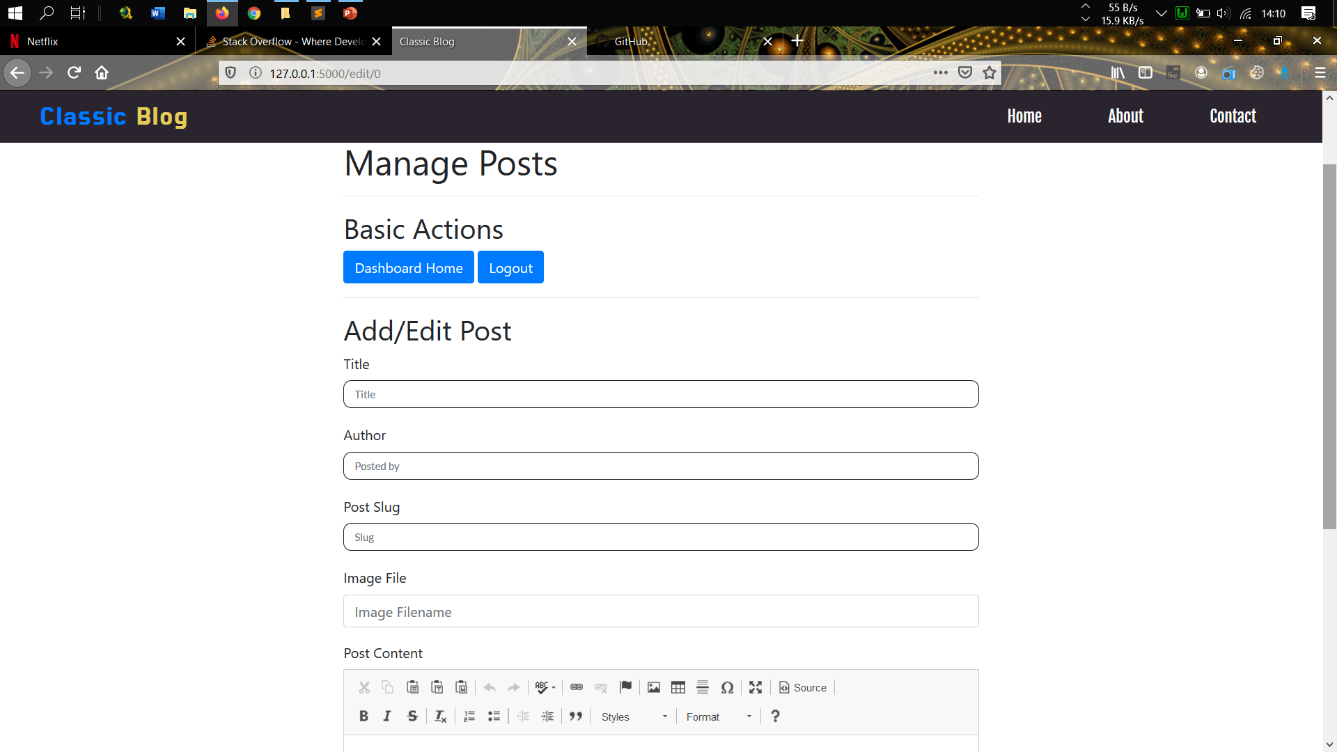 55 B/s
15.9 KB/s
14:10
Netflix
Stack Overflow - Where Develo
Classic Blog
GitHub
127.0.0.1:5000/edit/0
Classic Blog
Home About Contact
Manage Posts
Basic Actions
Dashboard Home Logout
Add/Edit Post
Title
Title
Author
Posted by
Post Slug
Slug
Image File
Image Filename
Post Content
ABC Source
B I S Styles Format ?